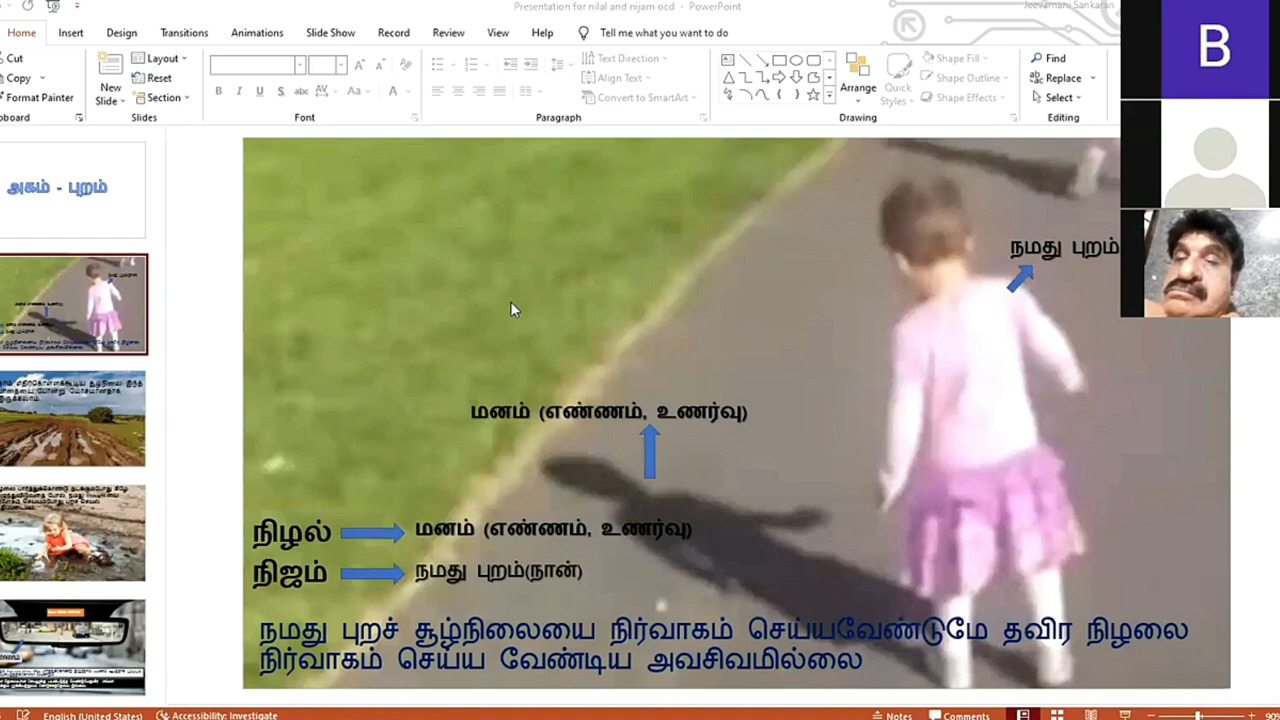 Presentation for nilal and nijam ocd - PowerPoint
Jeevamani Sankaran
Home Insert Design Transitions Animations Slide Show Record Review View Help Tell me what you want to do
Cut
Copy
Format Painter
New
Slide
Layout
Reset
Section
Slides
Font
Text Direction
Align Text
Convert to SmartArt
Paragraph
Arrange
Quick
Styles
Shape Fill
Shape Outline
Shape Effects
Drawing
Find
Replace
Select
Editing
B
அகம் - புறம்
நமது புறம்
மனம் (எண்ணம், உணர்வு)
நிழல் மனம் (எண்ணம், உணர்வு)
நிஜம் நமது புறம்(நான்)
நமது புறச் சூழ்நிலையை நிர்வாகம் செய்யவேண்டுமே தவிர நிழலை
நிர்வாகம் செய்ய வேண்டிய அவசிவமில்லை
English (United States) Accessibility: Investigate Notes Comments